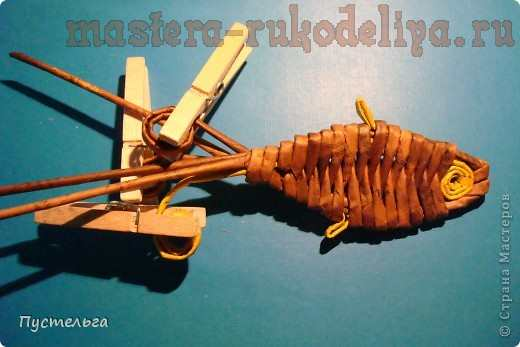 mastera-rukodeliya.ru
Пустельга
© Страна Мастеров